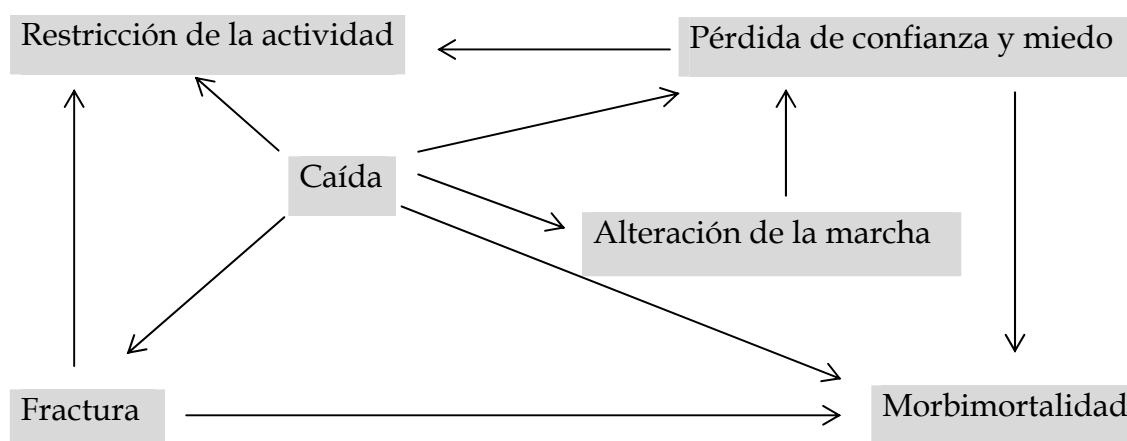 Restricción de la actividad
Pérdida de confianza y miedo
Caída
Alteración de la marcha
Fractura
Morbimortalidad